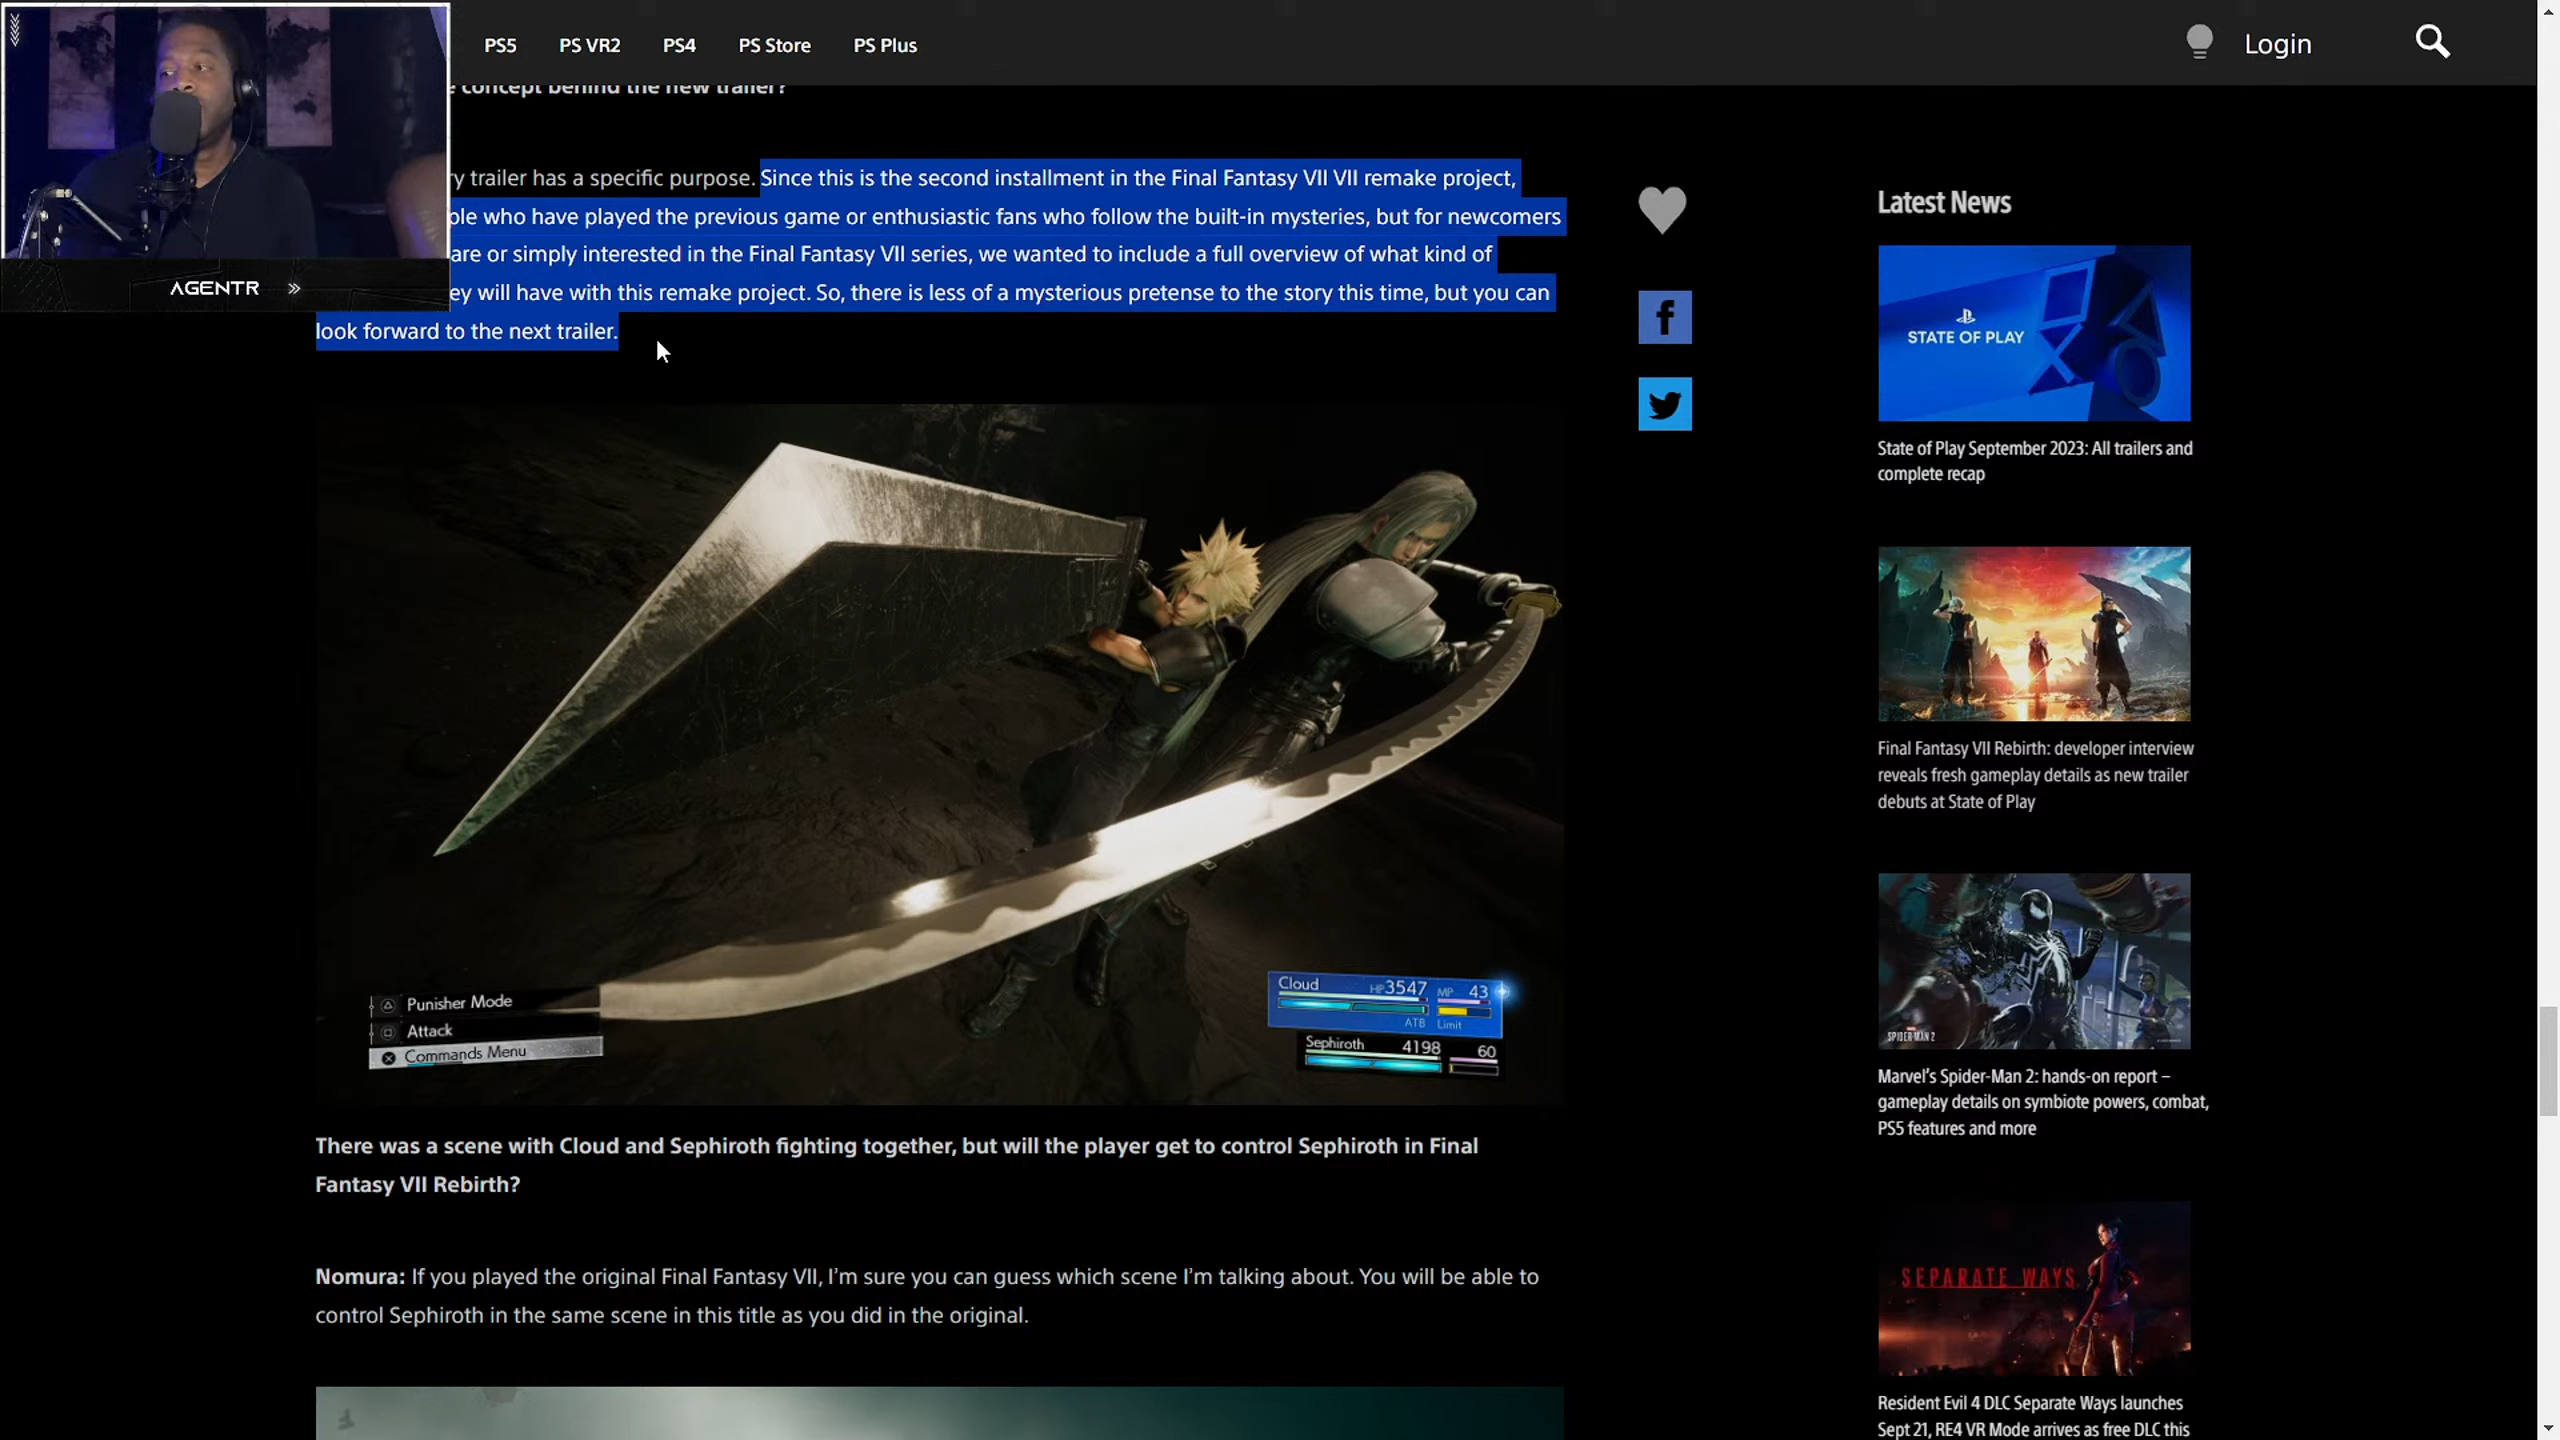 PS5 PS VR2 PS4 PS Store PS Plus
Login
concept behind the new trailer?
trailer has a specific purpose. Since this is the second installment in the Final Fantasy VII VII remake project,
who have played the previous game or enthusiastic fans who follow the built-in mysteries, but for newcomers
or simply interested in the Final Fantasy VII series, we wanted to include a full overview of what kind of
will have with this remake project. So, there is less of a mysterious pretense to the story this time, but you can
look forward to the next trailer.
AGENTR
Punisher Mode
Attack
Commands Menu
Cloud HP3547 MP 43
ATB Limit
Sephiroth 4198 60
There was a scene with Cloud and Sephiroth fighting together, but will the player get to control Sephiroth in Final
Fantasy VII Rebirth?
Nomura: If you played the original Final Fantasy VII, I'm sure you can guess which scene I'm talking about. You will be able to
control Sephiroth in the same scene in this title as you did in the original.
Latest News
STATE OF PLAY
State of Play September 2023: All trailers and
complete recap
Final Fantasy VII Rebirth: developer interview
reveals fresh gameplay details as new trailer
debuts at State of Play
SPIDER-MAN 2
Marvel's Spider-Man 2: hands-on report –
gameplay details on symbiote powers, combat,
PS5 features and more
SEPARATE WAYS
Resident Evil 4 DLC Separate Ways launches
Sept 21, RE4 VR Mode arrives as free DLC this